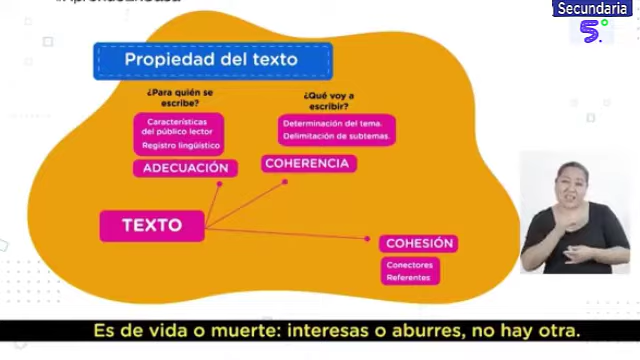 Secundaria
5°
Propiedad del texto
¿Para quién se
escribe?
Características
del público lector
Registro lingüístico
ADECUACIÓN
¿Qué voy a
escribir?
Determinación del tema.
Delimitación de subtemas.
COHERENCIA
TEXTO
COHESIÓN
Conectores
Referentes
Es de vida o muerte: interesas o aburres, no hay otra.